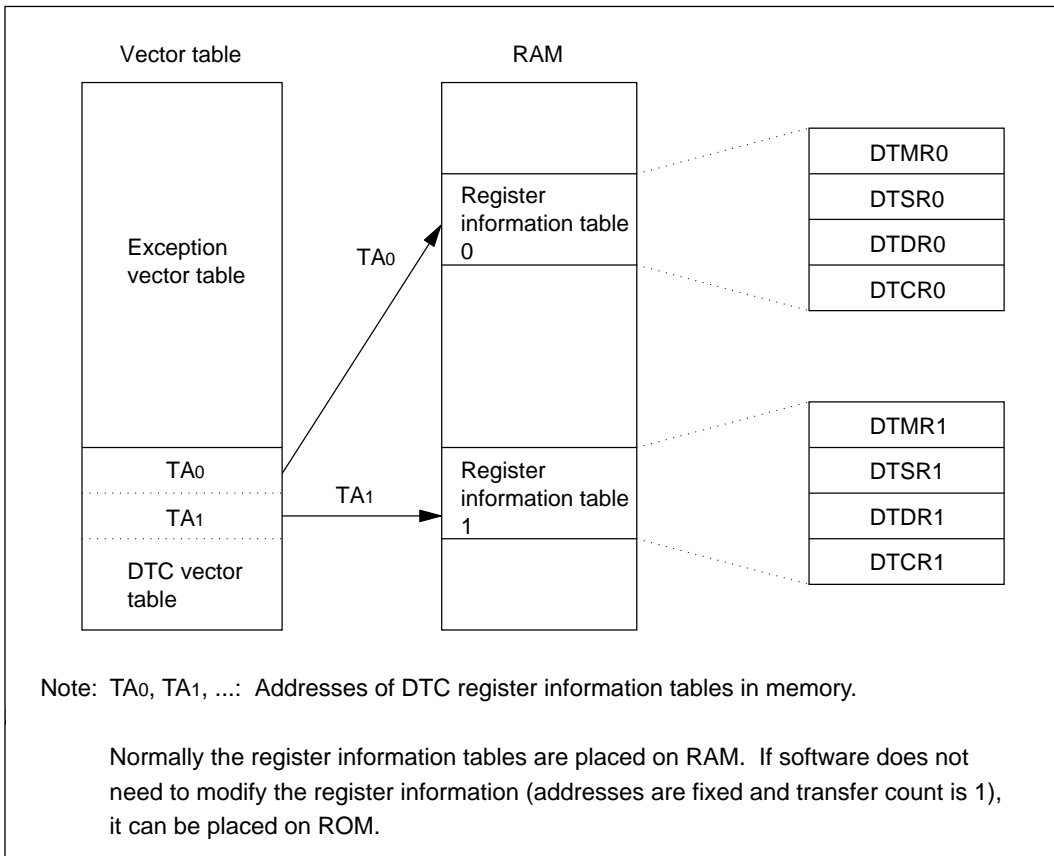 Vector table
RAM
Exception
vector table
TA0
TA1
DTC vector
table
TA0
TA1
Register
information table
0
Register
information table
1
DTMR0
DTSR0
DTDR0
DTCR0
DTMR1
DTSR1
DTDR1
DTCR1
Note: TA0, TA1, ...: Addresses of DTC register information tables in memory.
Normally the register information tables are placed on RAM. If software does not
need to modify the register information (addresses are fixed and transfer count is 1),
it can be placed on ROM.